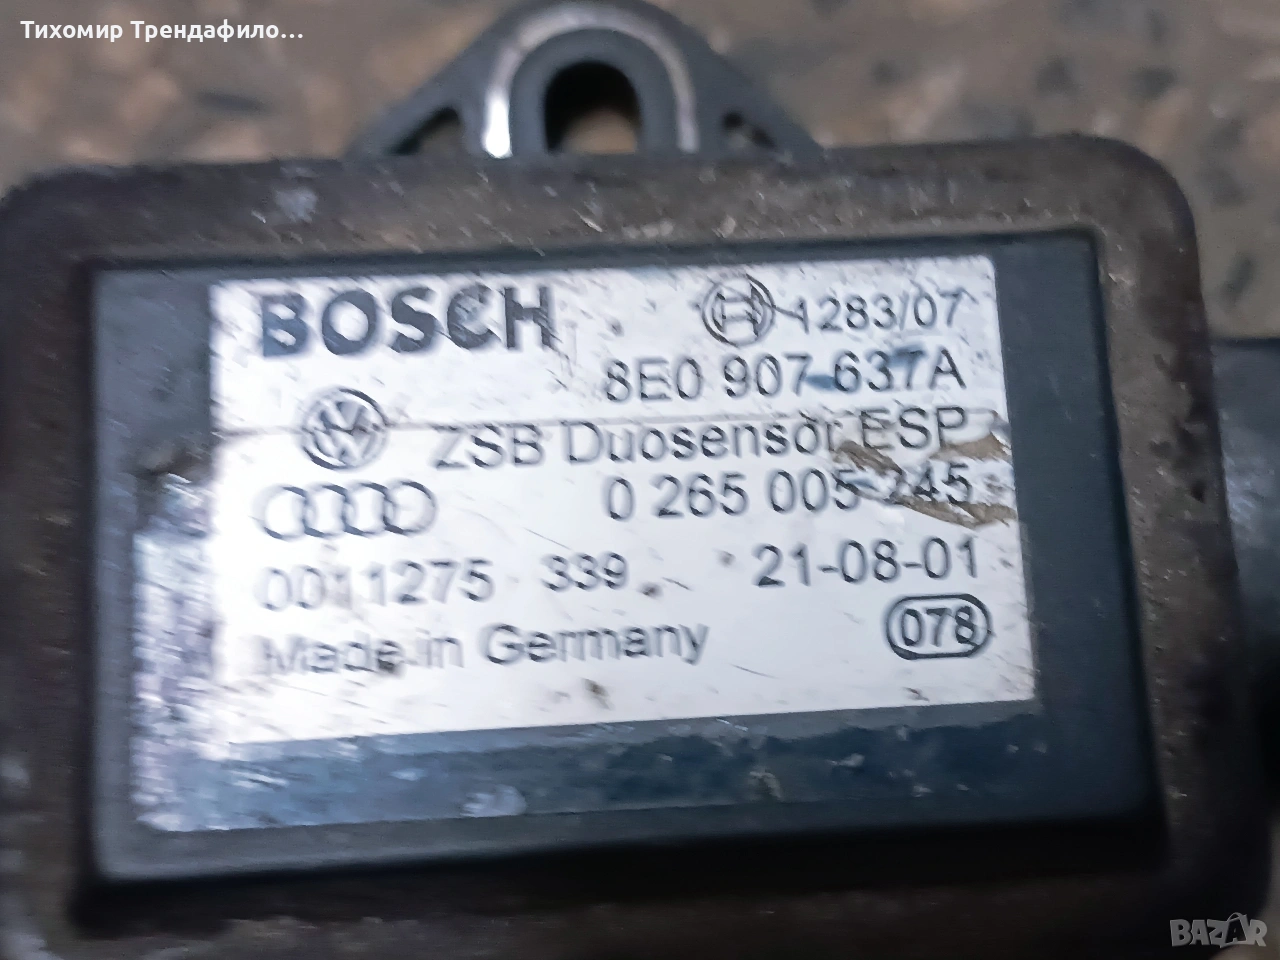 Тихомир Трендафило...
BOSCH
1283/07
8E0 907 637A
ZSB Duosensor ESP
0 265 005 245
0011275 339 21-08-01
Made in Germany 078
BAZAR